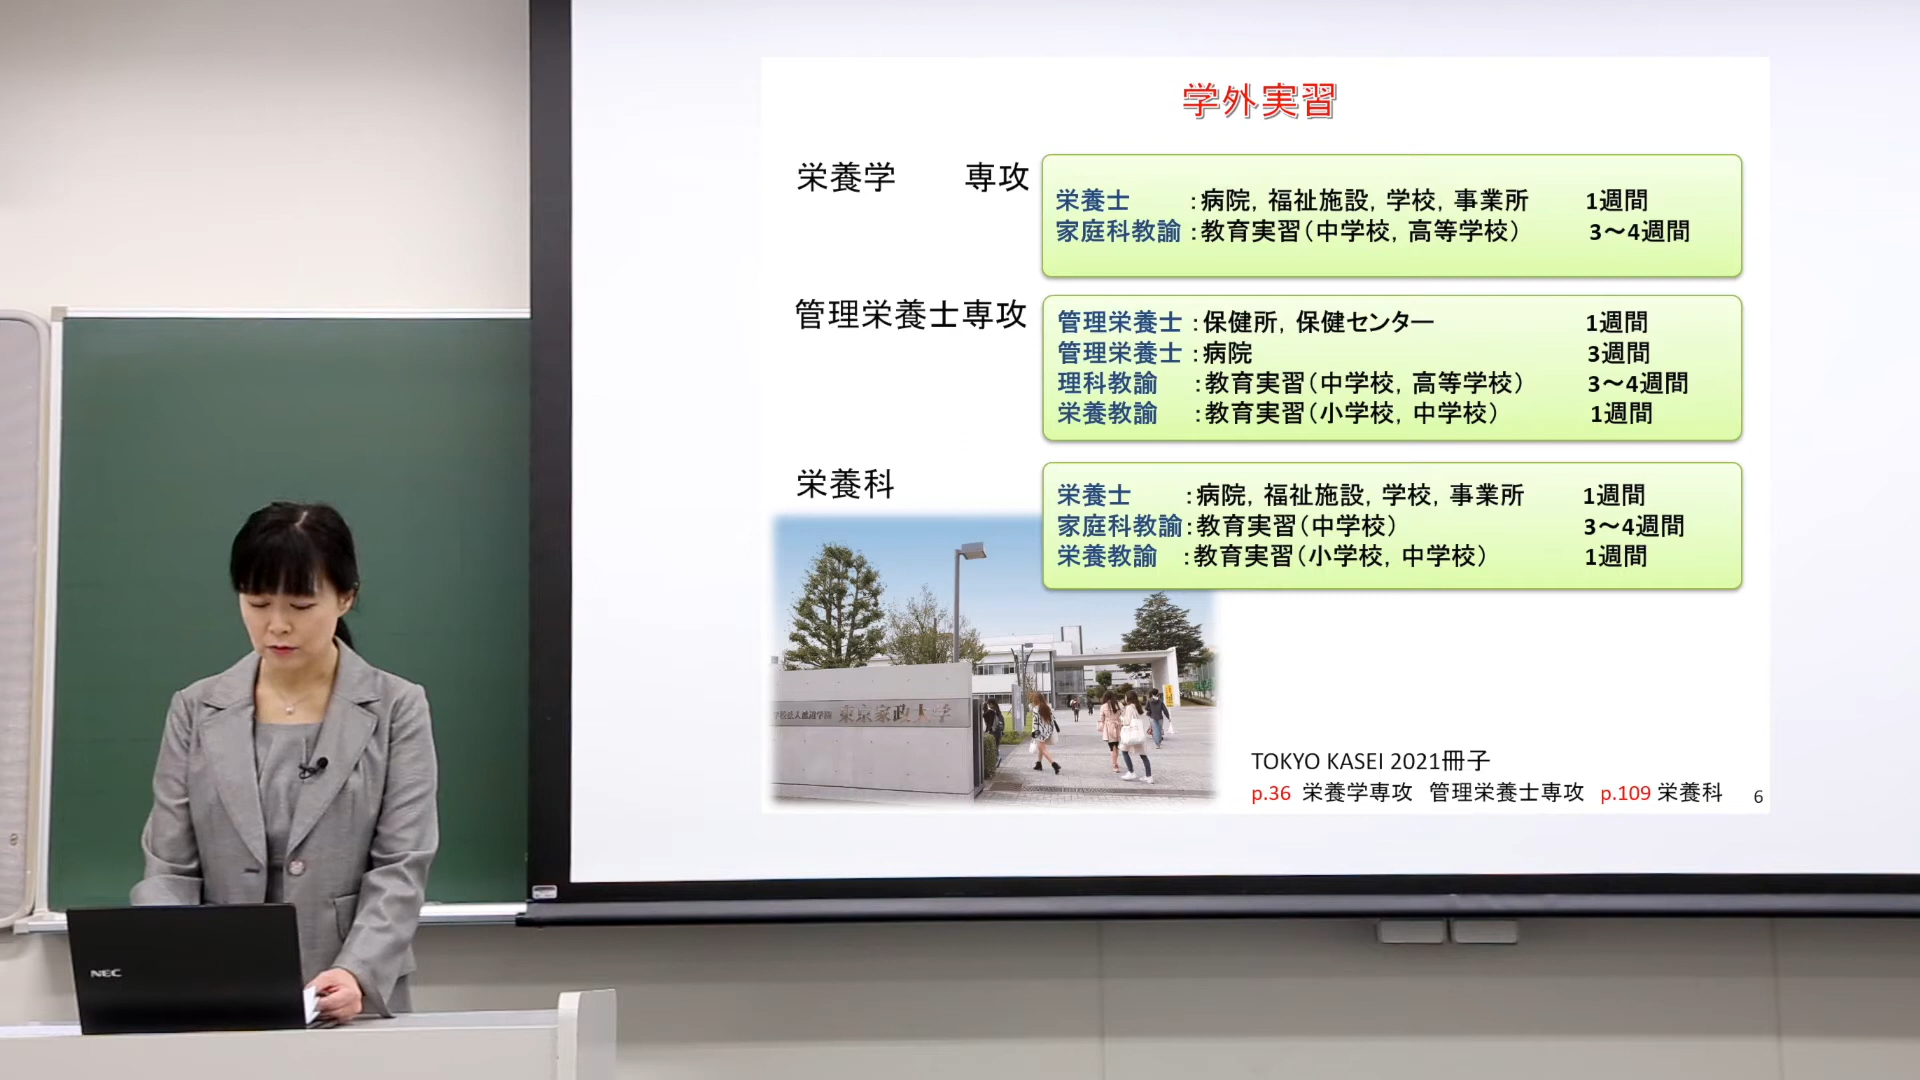 学外実習
栄養学　　専攻
栄養士　　:病院, 福祉施設, 学校, 事業所　　1週間
家庭科教諭:教育実習(中学校, 高等学校)　　3～4週間
管理栄養士専攻
管理栄養士:保健所, 保健センター　　1週間
管理栄養士:病院　　3週間
理科教諭　:教育実習(中学校, 高等学校)　　3～4週間
栄養教諭　:教育実習(小学校, 中学校)　　1週間
栄養科
栄養士　　:病院, 福祉施設, 学校, 事業所　　1週間
家庭科教諭:教育実習(中学校)　　3～4週間
栄養教諭　:教育実習(小学校, 中学校)　　1週間
学校法人渡辺学園 東京家政大学
TOKYO KASEI 2021冊子
p.36 栄養学専攻　管理栄養士専攻　p.109 栄養科
6
NEC